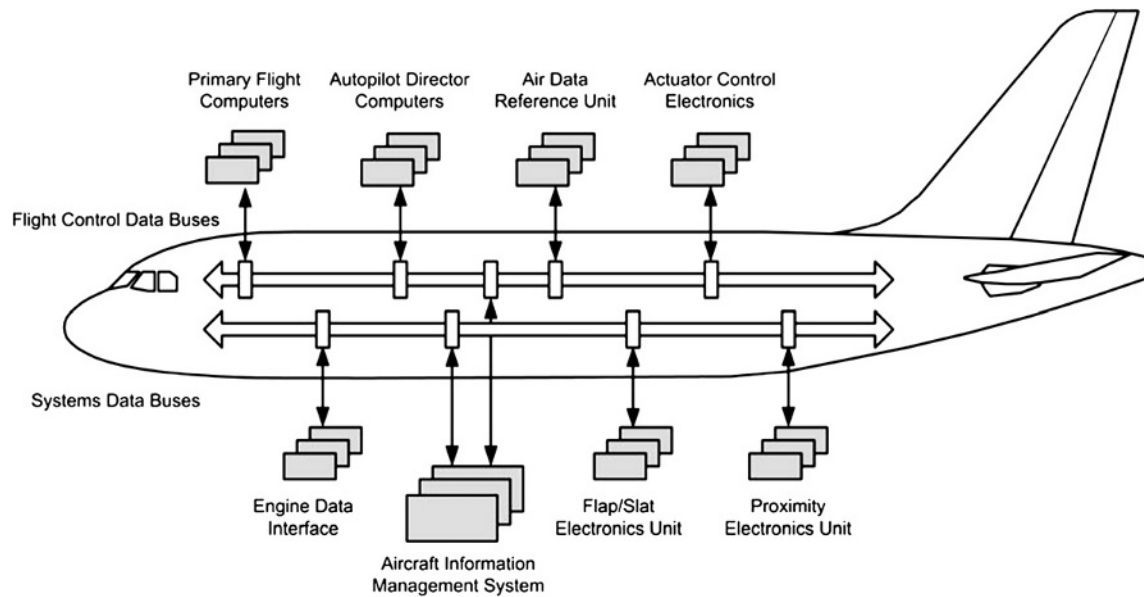 Primary Flight
Computers
Autopilot Director
Computers
Air Data
Reference Unit
Actuator Control
Electronics
Flight Control Data Buses
Systems Data Buses
Engine Data
Interface
Aircraft Information
Management System
Flap/Slat
Electronics Unit
Proximity
Electronics Unit